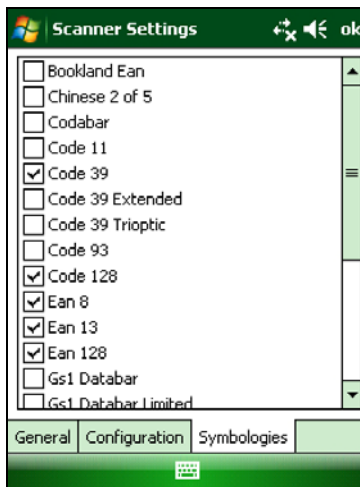 Scanner Settings ok
Bookland Ean
Chinese 2 of 5
Codabar
Code 11
Code 39
Code 39 Extended
Code 39 Trioptic
Code 93
Code 128
Ean 8
Ean 13
Ean 128
Gs1 Databar
Gs1 Databar Limited
General Configuration Symbologies